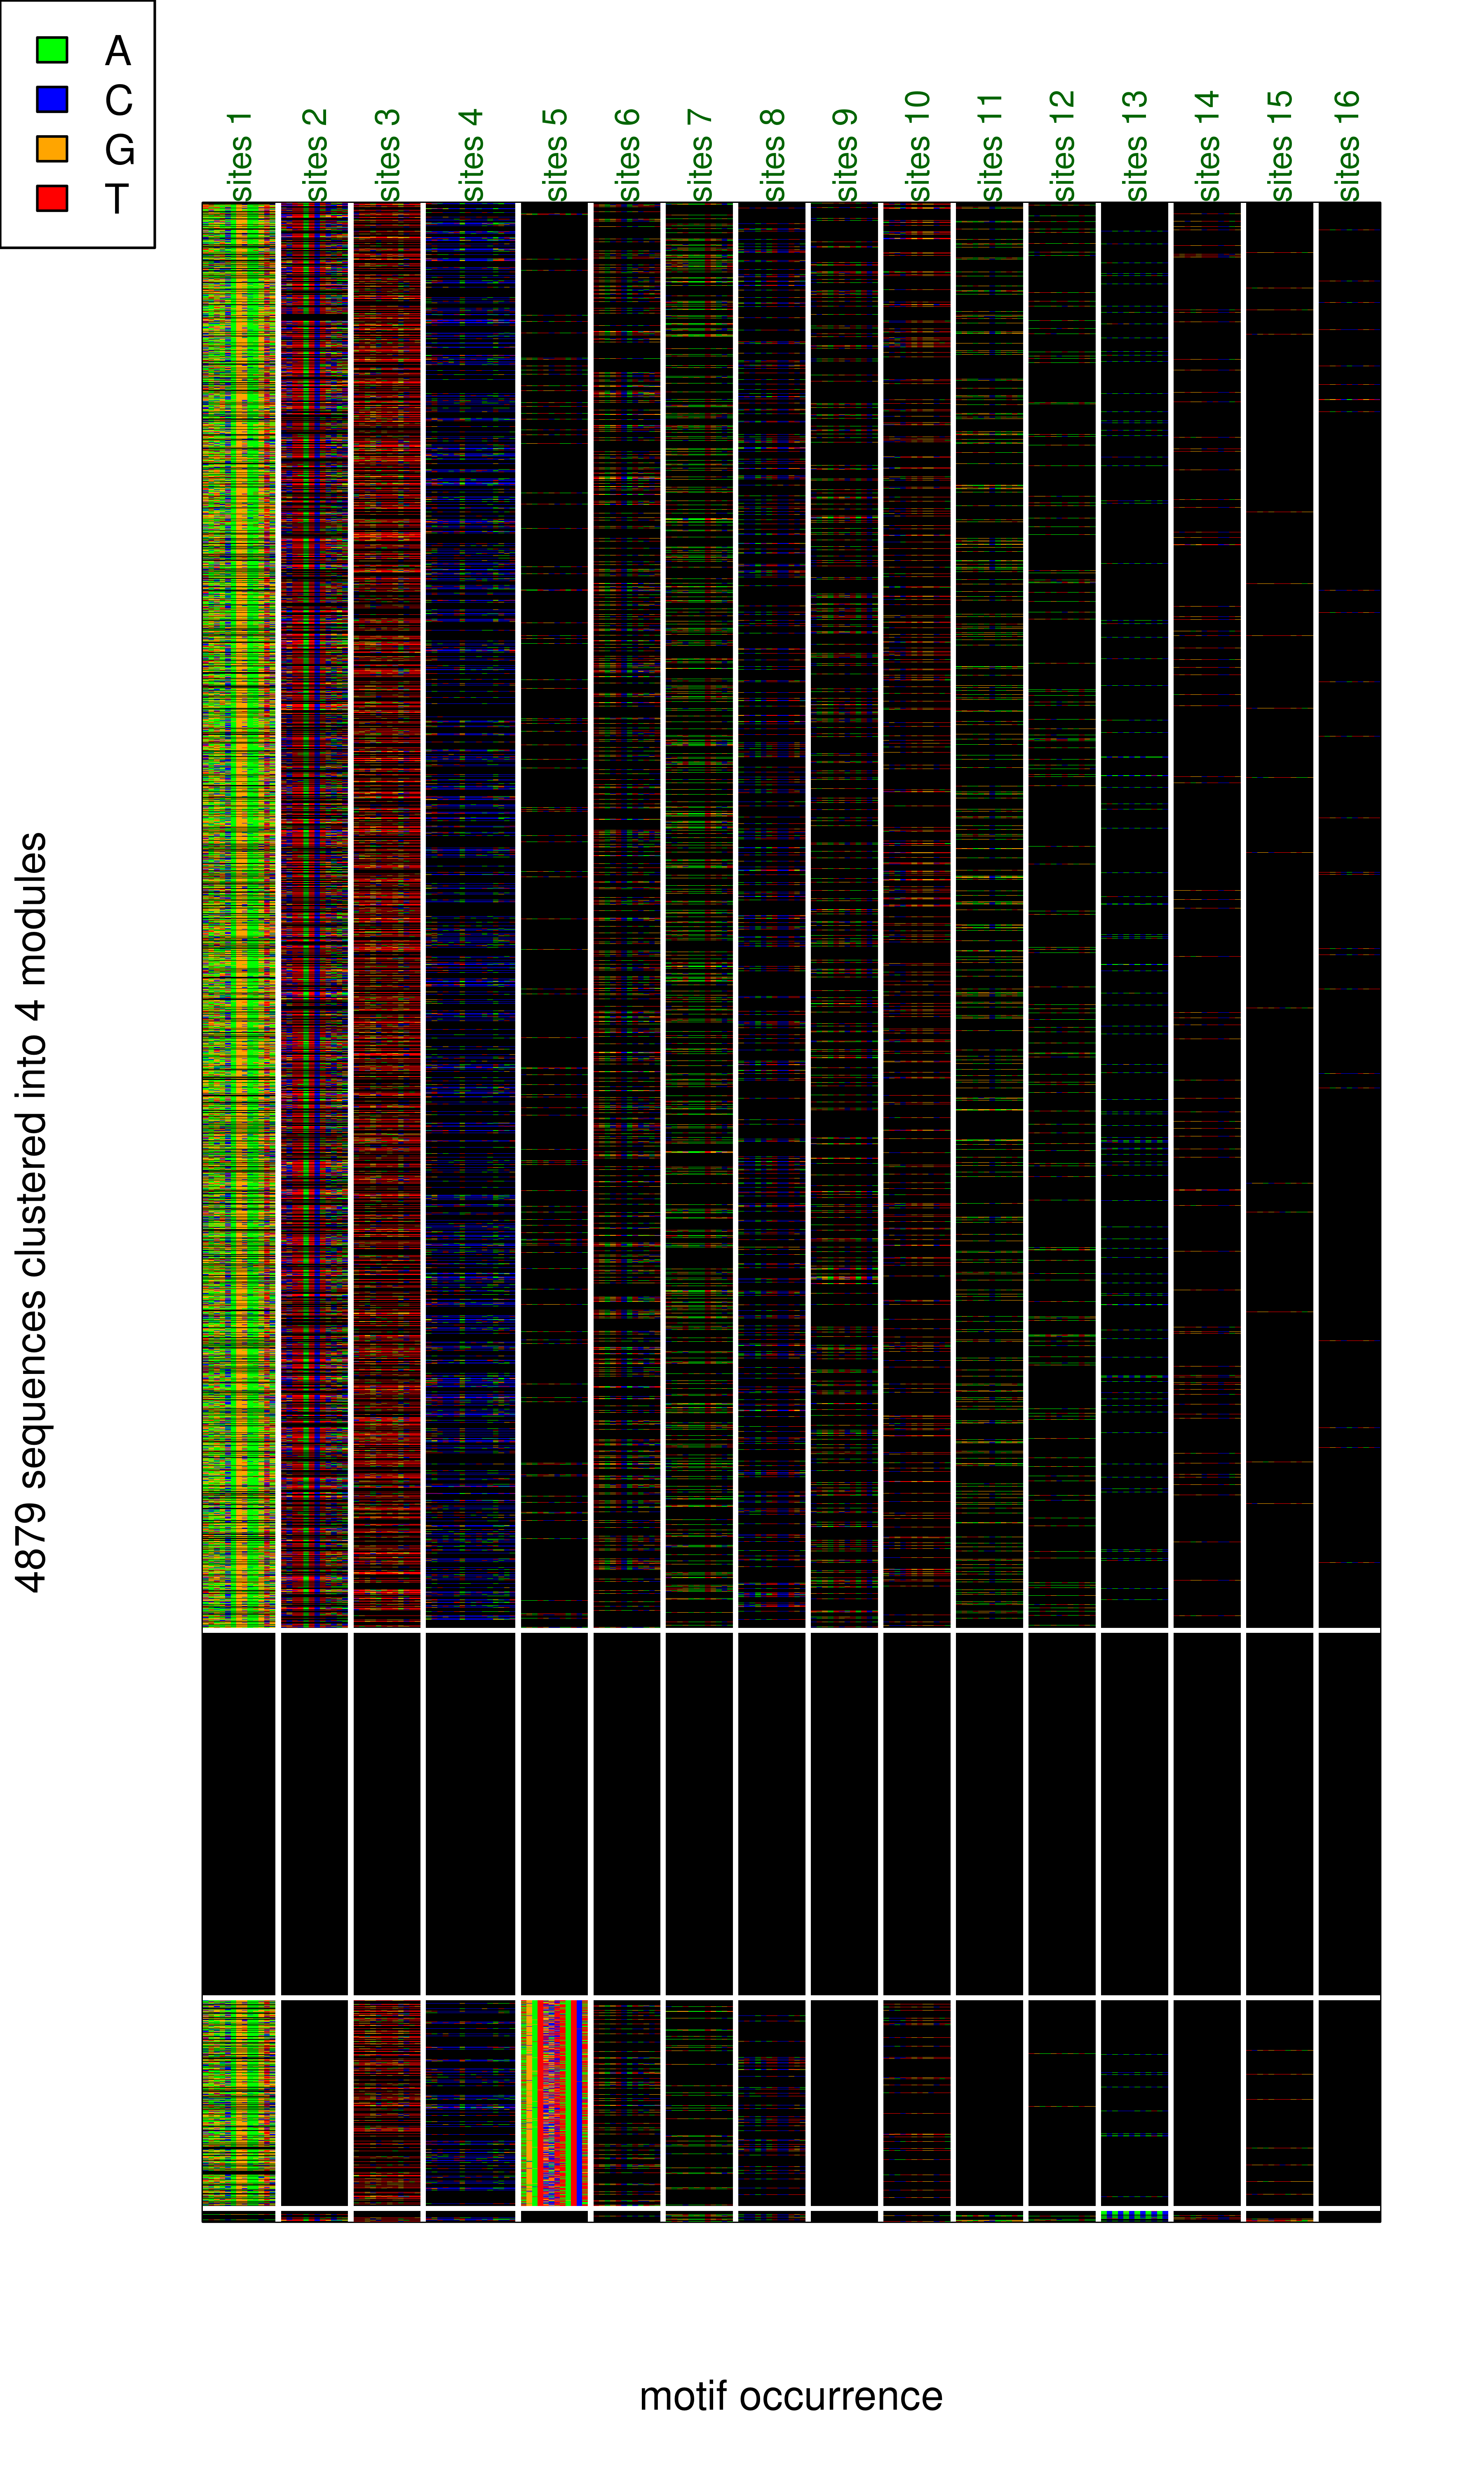 A
C
G
T
sites 1
sites 2
sites 3
sites 4
sites 5
sites 6
sites 7
sites 8
sites 9
sites 10
sites 11
sites 12
sites 13
sites 14
sites 15
sites 16
4879 sequences clustered into 4 modules
motif occurrence